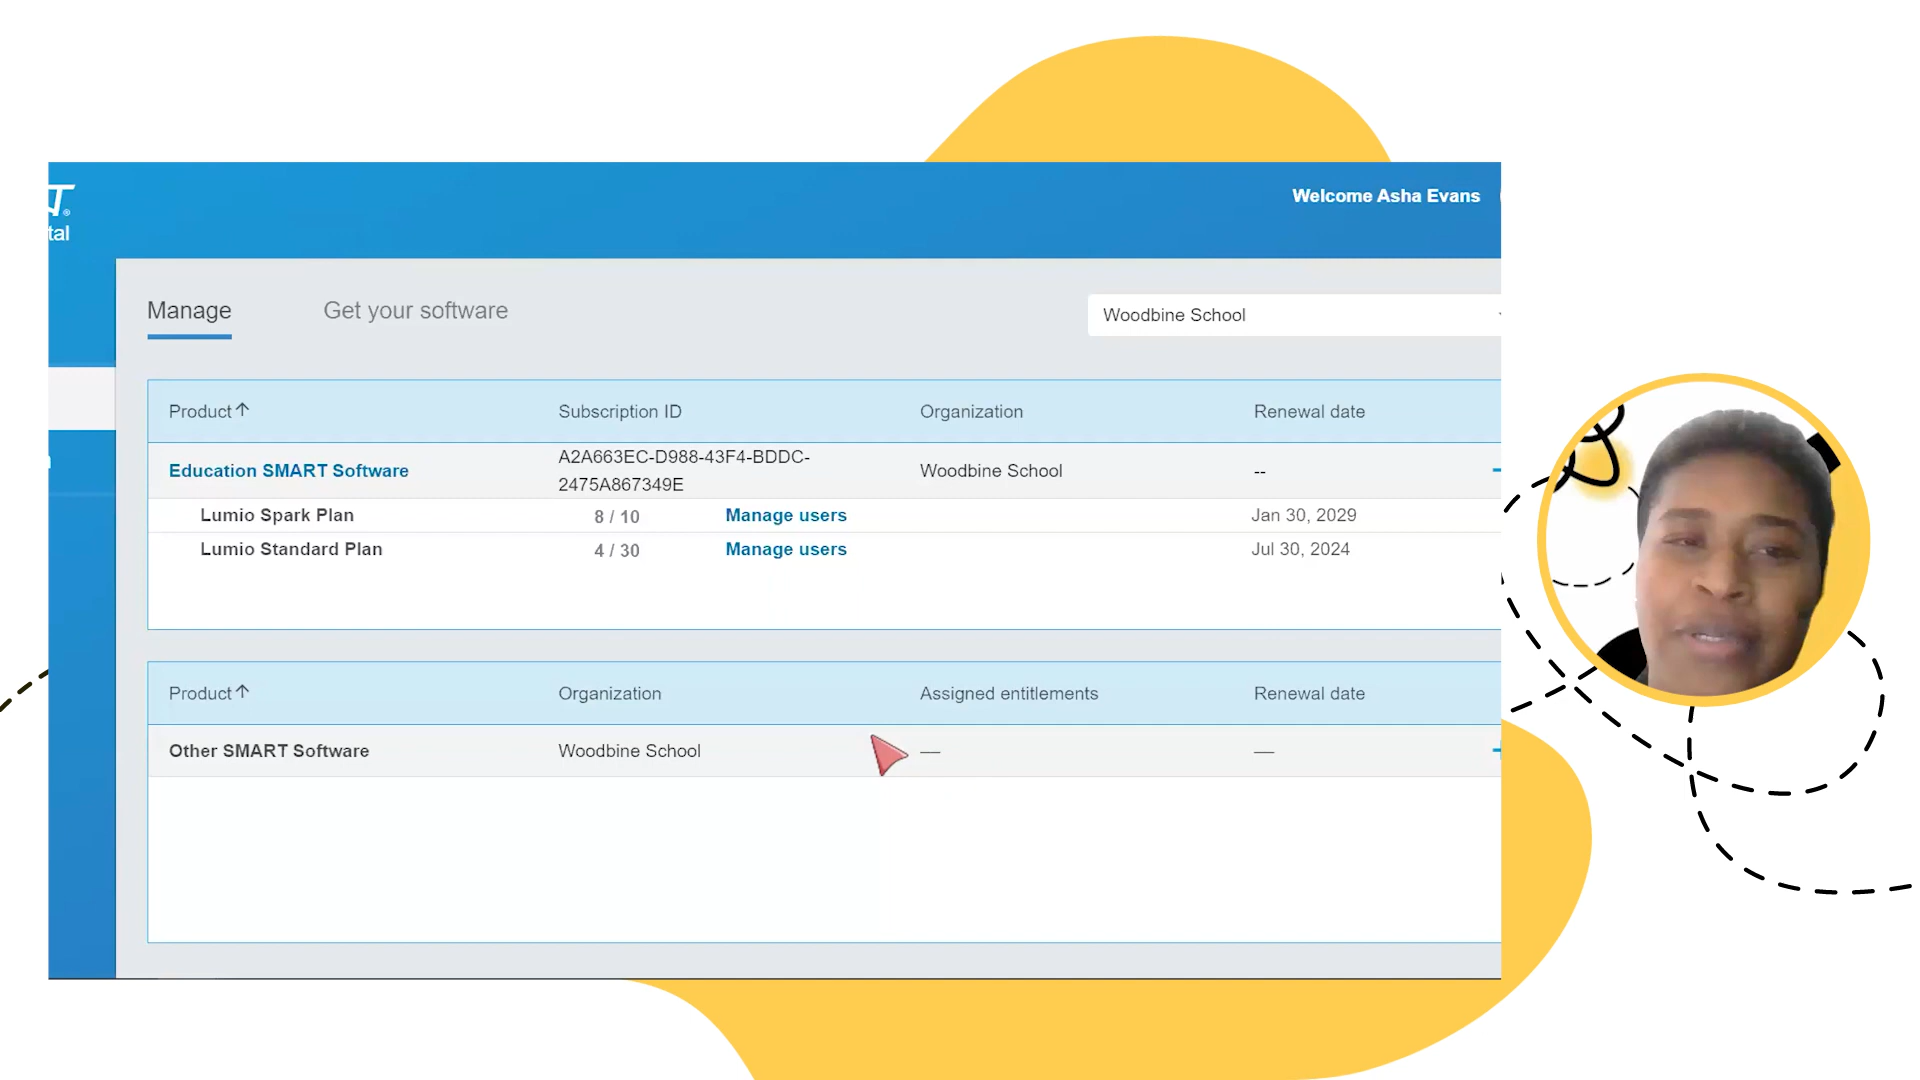 T®
tal
Welcome Asha Evans
Manage Get your software Woodbine School
Product↑ Subscription ID Organization Renewal date
Education SMART Software A2A663EC-D988-43F4-BDDC-
2475A867349E Woodbine School --
Lumio Spark Plan 8 / 10 Manage users Jan 30, 2029
Lumio Standard Plan 4 / 30 Manage users Jul 30, 2024
Product↑ Organization Assigned entitlements Renewal date
Other SMART Software Woodbine School — —